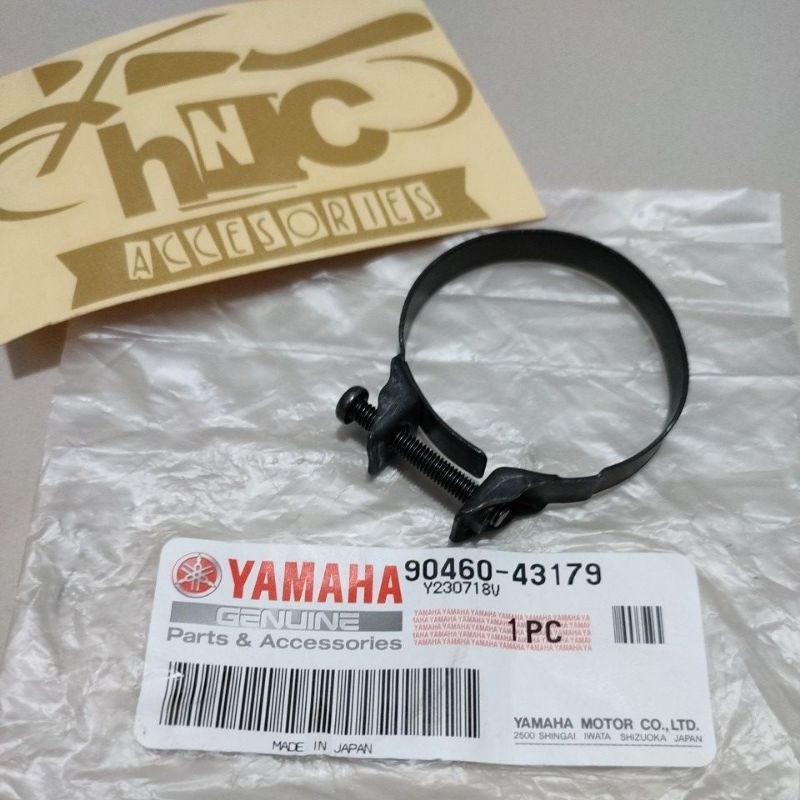 hNC
ACCESORIES
YAMAHA
GENUINE
Parts & Accessories
90460-43179
Y230718V
1PC
MADE IN JAPAN
YAMAHA MOTOR CO.,LTD.
2500 SHINGAI IWATA SHIZUOKA JAPAN